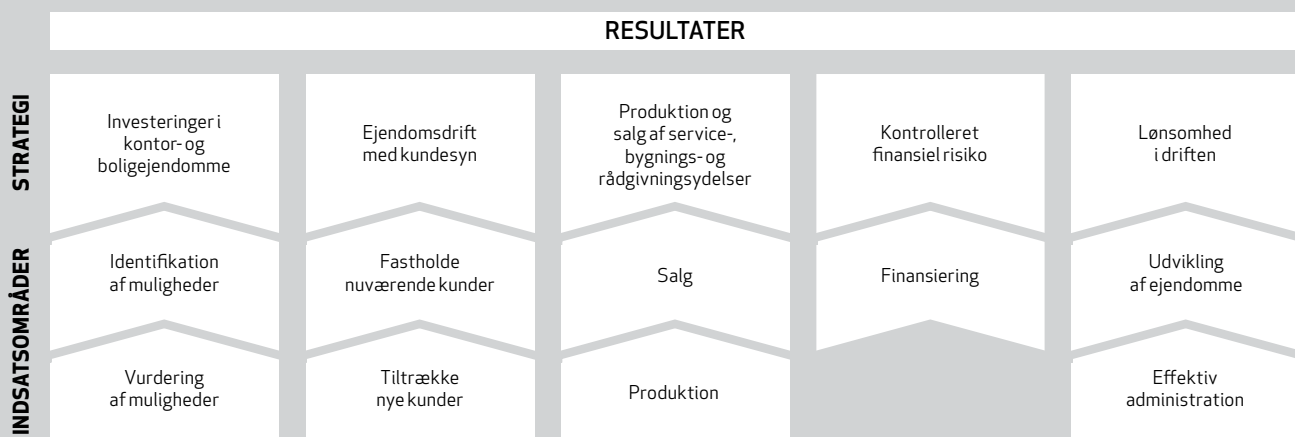 RESULTATER
STRATEGI
Investeringer i
kontor- og
boligejendomme
Ejendomsdrift
med kundesyn
Produktion og
salg af service-,
bygnings- og
rådgivningsydelser
Kontrolleret
finansiel risiko
Lønsomhed
i driften
INDSATSOMRÅDER
Identifikation
af muligheder
Fastholde
nuværende kunder
Salg
Finansiering
Udvikling
af ejendomme
Vurdering
af muligheder
Tiltrække
nye kunder
Produktion
Effektiv
administration